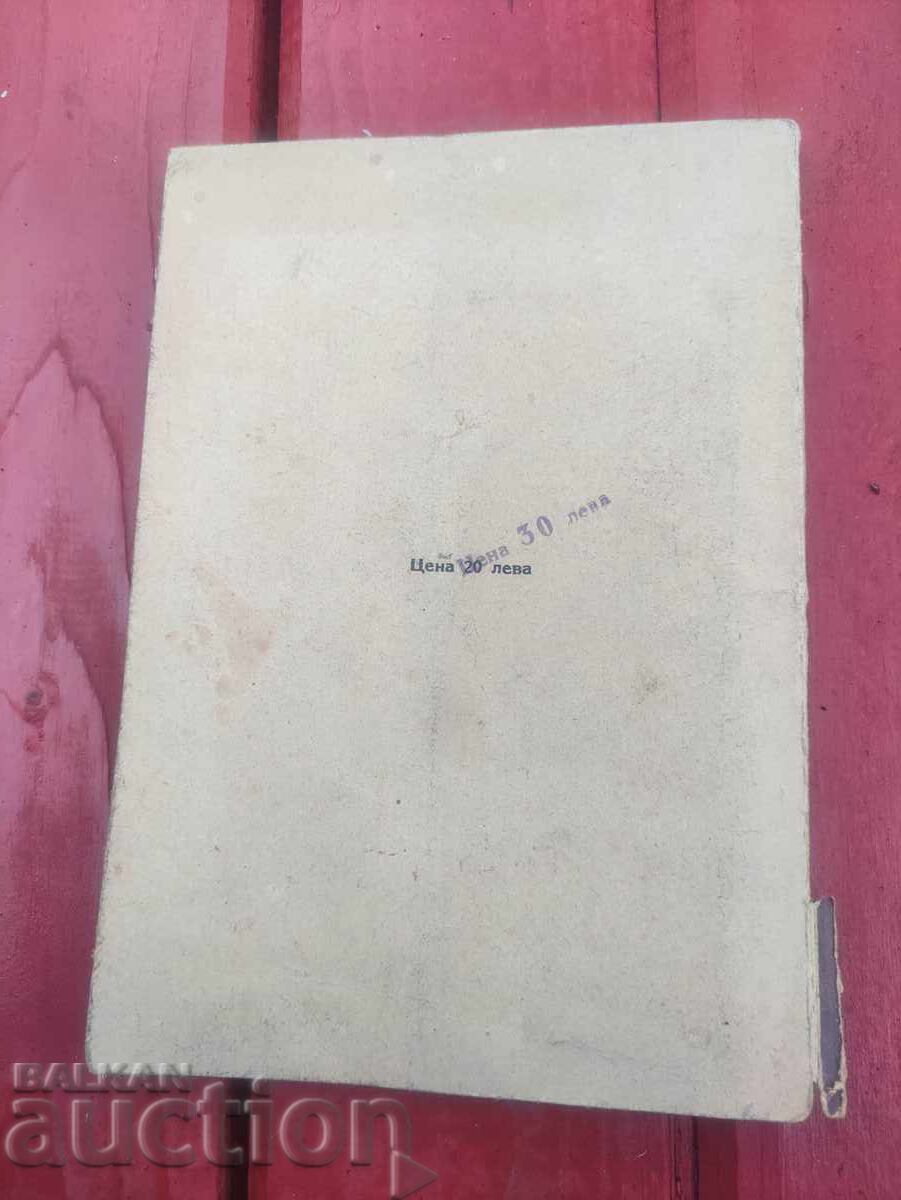 Цена 30 лева
Цена 20 лева
BALKAN
auction